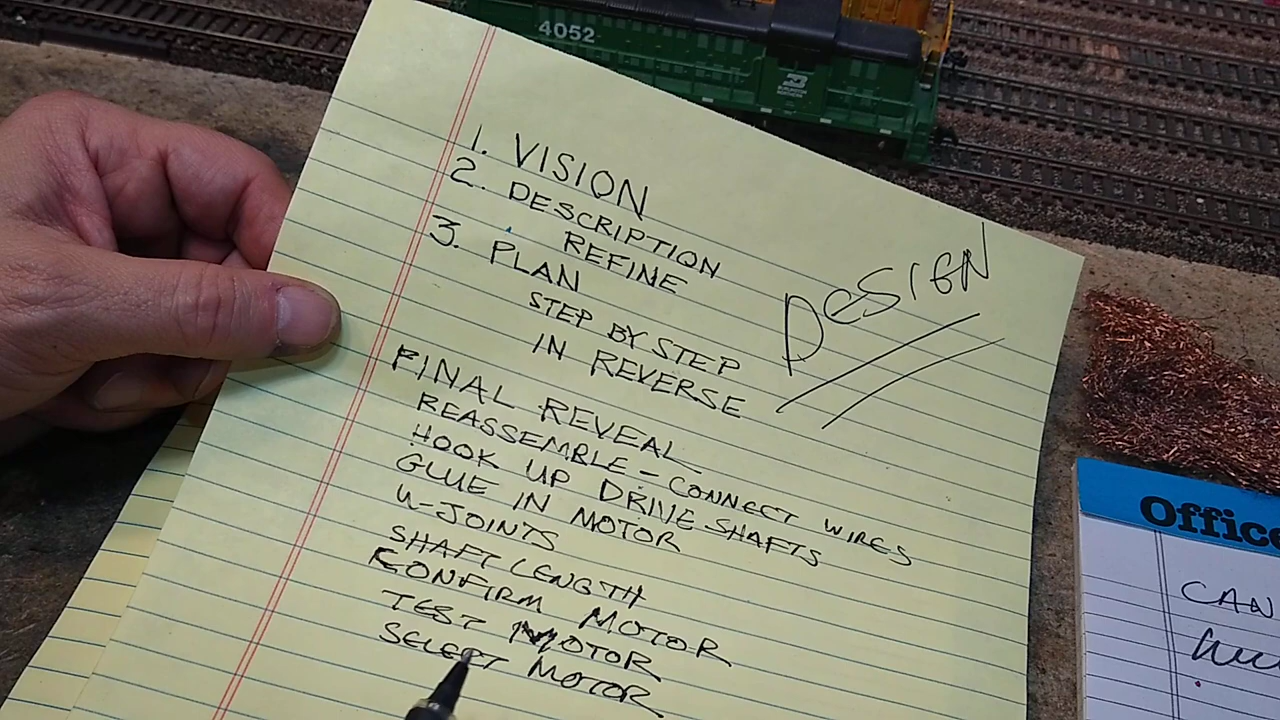 4052
1. VISION
2. DESCRIPTION
REFINE
3. PLAN
STEP BY STEP
IN REVERSE
DESIGN
FINAL REVEAL
REASSEMBLE - CONNECT WIRES
HOOK UP DRIVE SHAFTS
GLUE IN MOTOR
U-JOINTS
SHAFT LENGTH
KONFIRM MOTOR
TEST MOTOR
SELECT MOTOR
Office
CAN